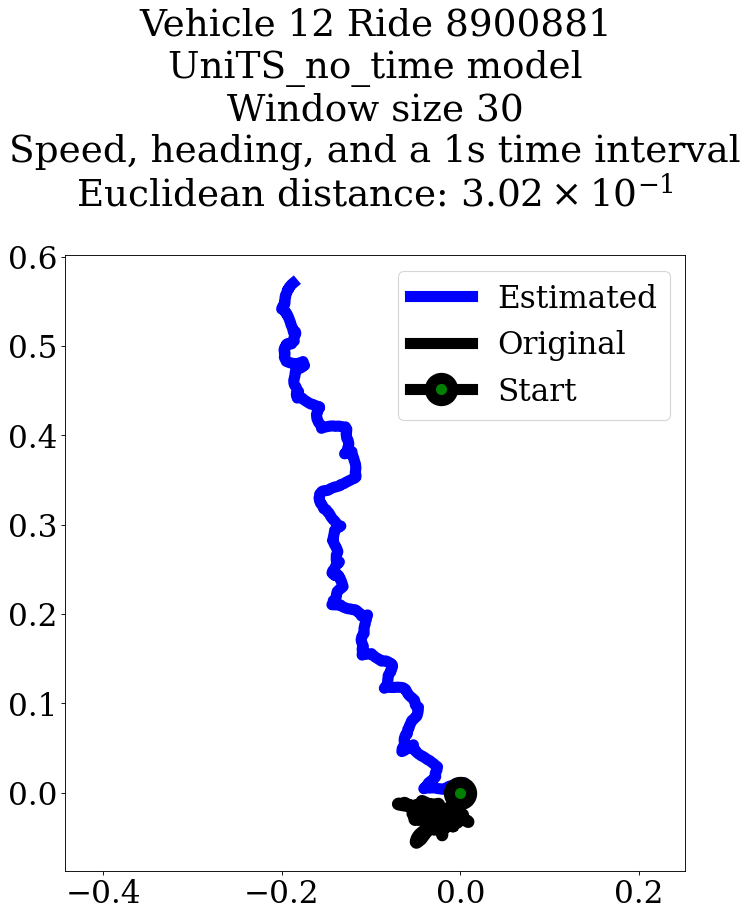 Vehicle 12 Ride 8900881
UniTS_no_time model
Window size 30
Speed, heading, and a 1s time interval
Euclidean distance: 3.02 × 10⁻¹
0.6
Estimated
Original
Start
0.5
0.4
0.3
0.2
0.1
0.0
−0.4 −0.2 0.0 0.2